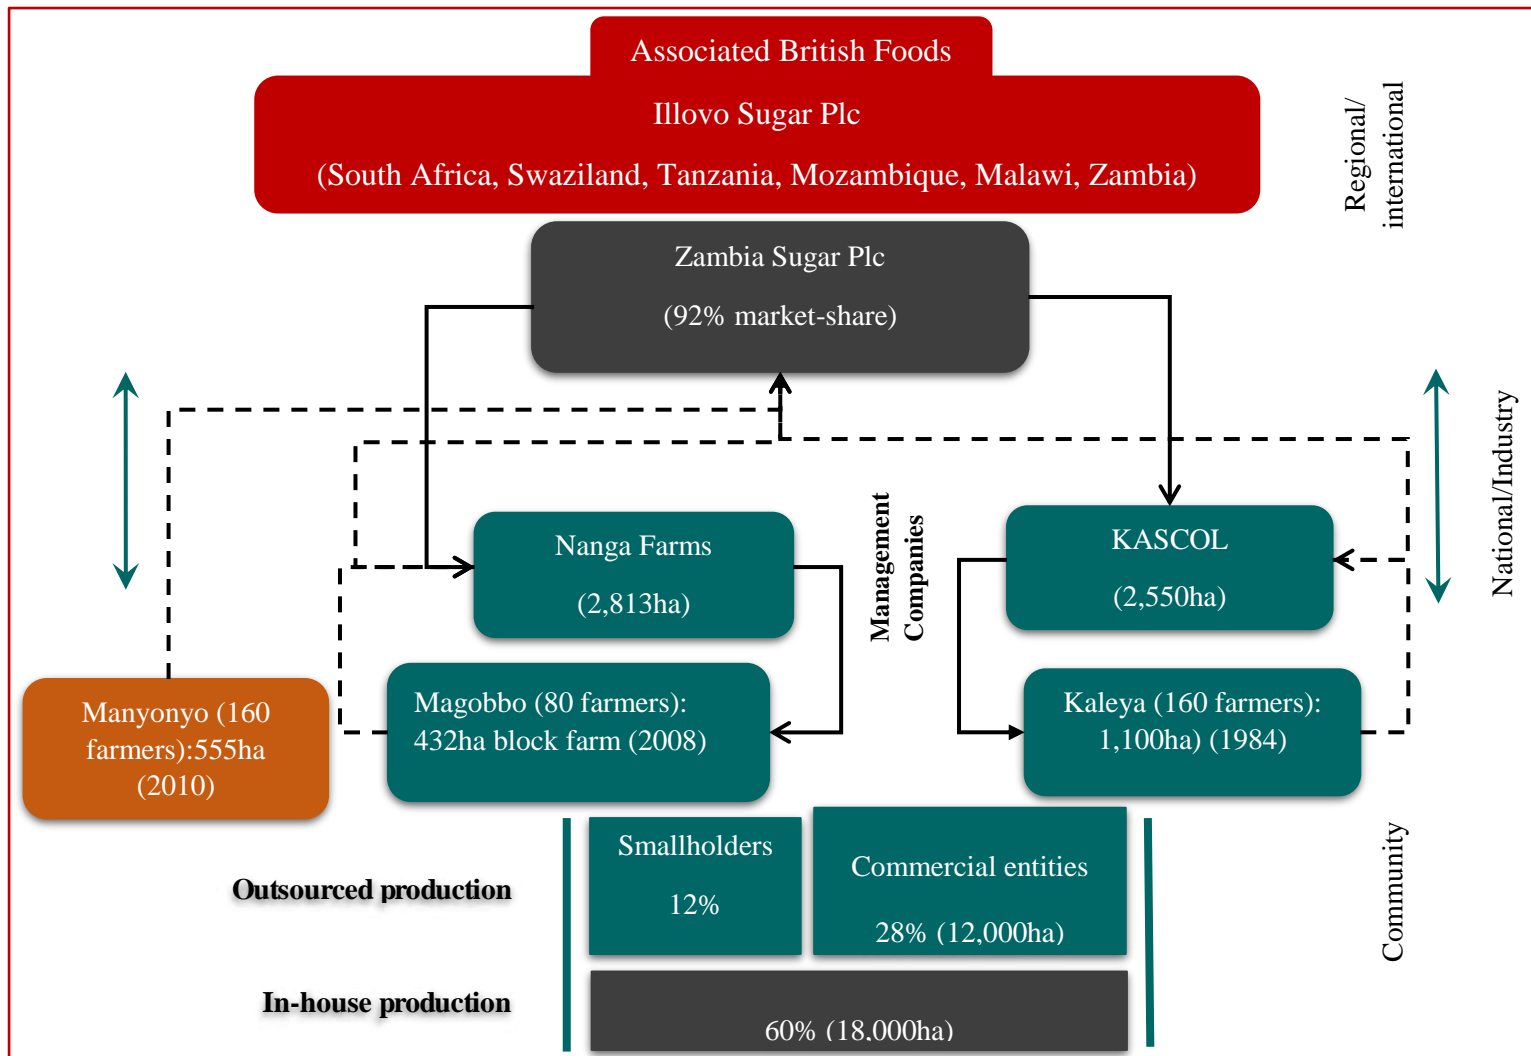 Associated British Foods
Illovo Sugar Plc
(South Africa, Swaziland, Tanzania, Mozambique, Malawi, Zambia)
Regional/
international
Zambia Sugar Plc
(92% market-share)
National/Industry
Nanga Farms
(2,813ha)
Management
Companies
KASCOL
(2,550ha)
Manyonyo (160
farmers):555ha
(2010)
Magobbo (80 farmers):
432ha block farm (2008)
Kaleya (160 farmers):
1,100ha) (1984)
Community
Outsourced production
Smallholders
12%
Commercial entities
28% (12,000ha)
In-house production
60% (18,000ha)